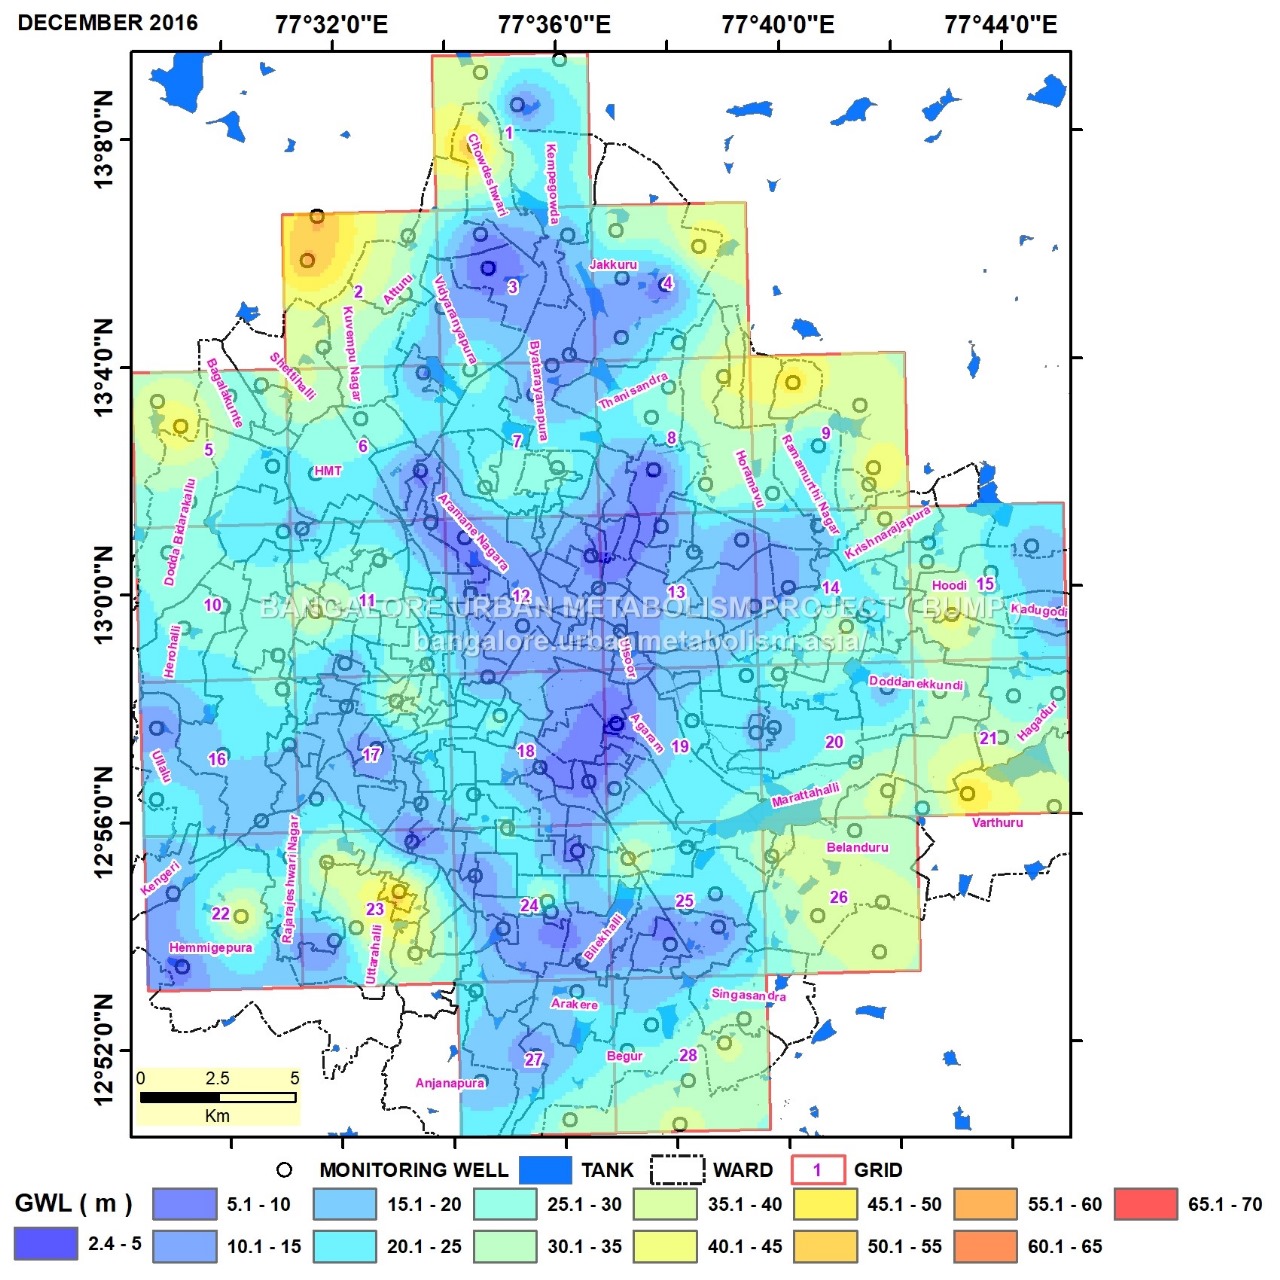 DECEMBER 2016
77°32'0"E
77°36'0"E
77°40'0"E
77°44'0"E
13°8'0"N
13°4'0"N
13°0'0"N
12°56'0"N
12°52'0"N
1
Chowdeshwari
Kempegowda
Jakkuru
2
Atturu
3
4
Vidyaranyapura
Kuvempu Nagar
Shettihalli
Bagalakunte
Byatarayanapura
Thanisandra
5
6
7
8
9
HMT
Horamavu
Ramamurthi Nagar
Dodda Bidarakallu
Aramane Nagara
Krishnarajapura
Hoodi
15
Kadugodi
10
11
12
13
14
BANGALORE URBAN METABOLISM PROJECT ( BUMP )
bangalore.urbanmetabolism.asia/
Herohalli
Ulsoor
Doddanekkundi
Hagadur
Agaram
Ullalu
16
17
18
19
20
21
Marattahalli
Varthuru
Belanduru
Kengeri
Rajarajeshwari Nagar
22
23
24
25
26
Hemmigepura
Uttarahalli
Bilekhalli
Arakere
Singasandra
27
Begur
28
Anjanapura
0 2.5 5
Km
MONITORING WELL
TANK
WARD
1
GRID
GWL ( m )
5.1 - 10
15.1 - 20
25.1 - 30
35.1 - 40
45.1 - 50
55.1 - 60
65.1 - 70
2.4 - 5
10.1 - 15
20.1 - 25
30.1 - 35
40.1 - 45
50.1 - 55
60.1 - 65